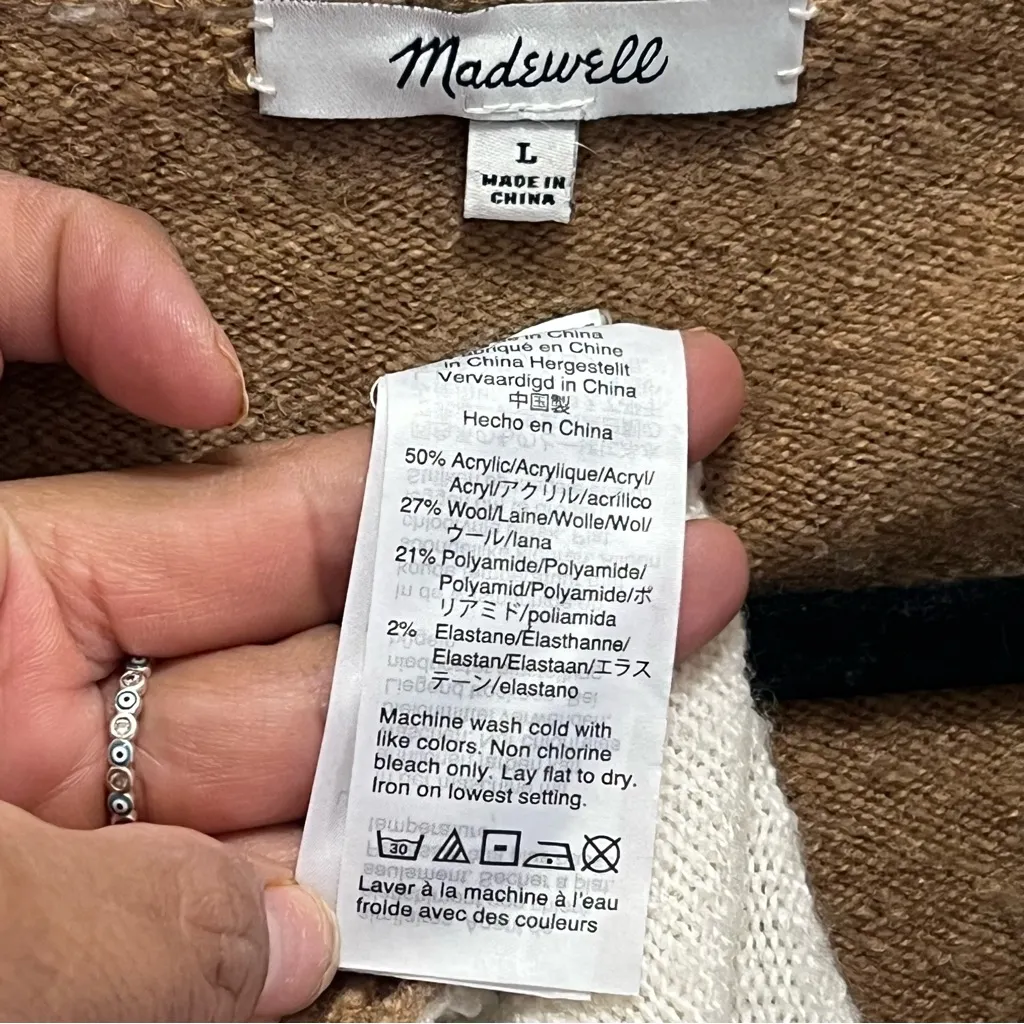 Madewell
L
MADE IN
CHINA
in China
en Chine
in China Hergestellt
Vervaardigd in China
中国製
Hecho en China
50% Acrylic/Acrylique/Acryl/
Acryl/アクリル/acrílico
27% Wool/Laine/Wolle/Wol/
ウール/lana
21% Polyamide/Polyamide/
Polyamid/Polyamide/ポ
リアミド/poliamida
2% Elastane/Élasthanne/
Elastan/Elastaan/エラス
テーン/elastano
Machine wash cold with
like colors. Non chlorine
bleach only. Lay flat to dry.
Iron on lowest setting.
30
Laver à la machine à l'eau
froide avec des couleurs